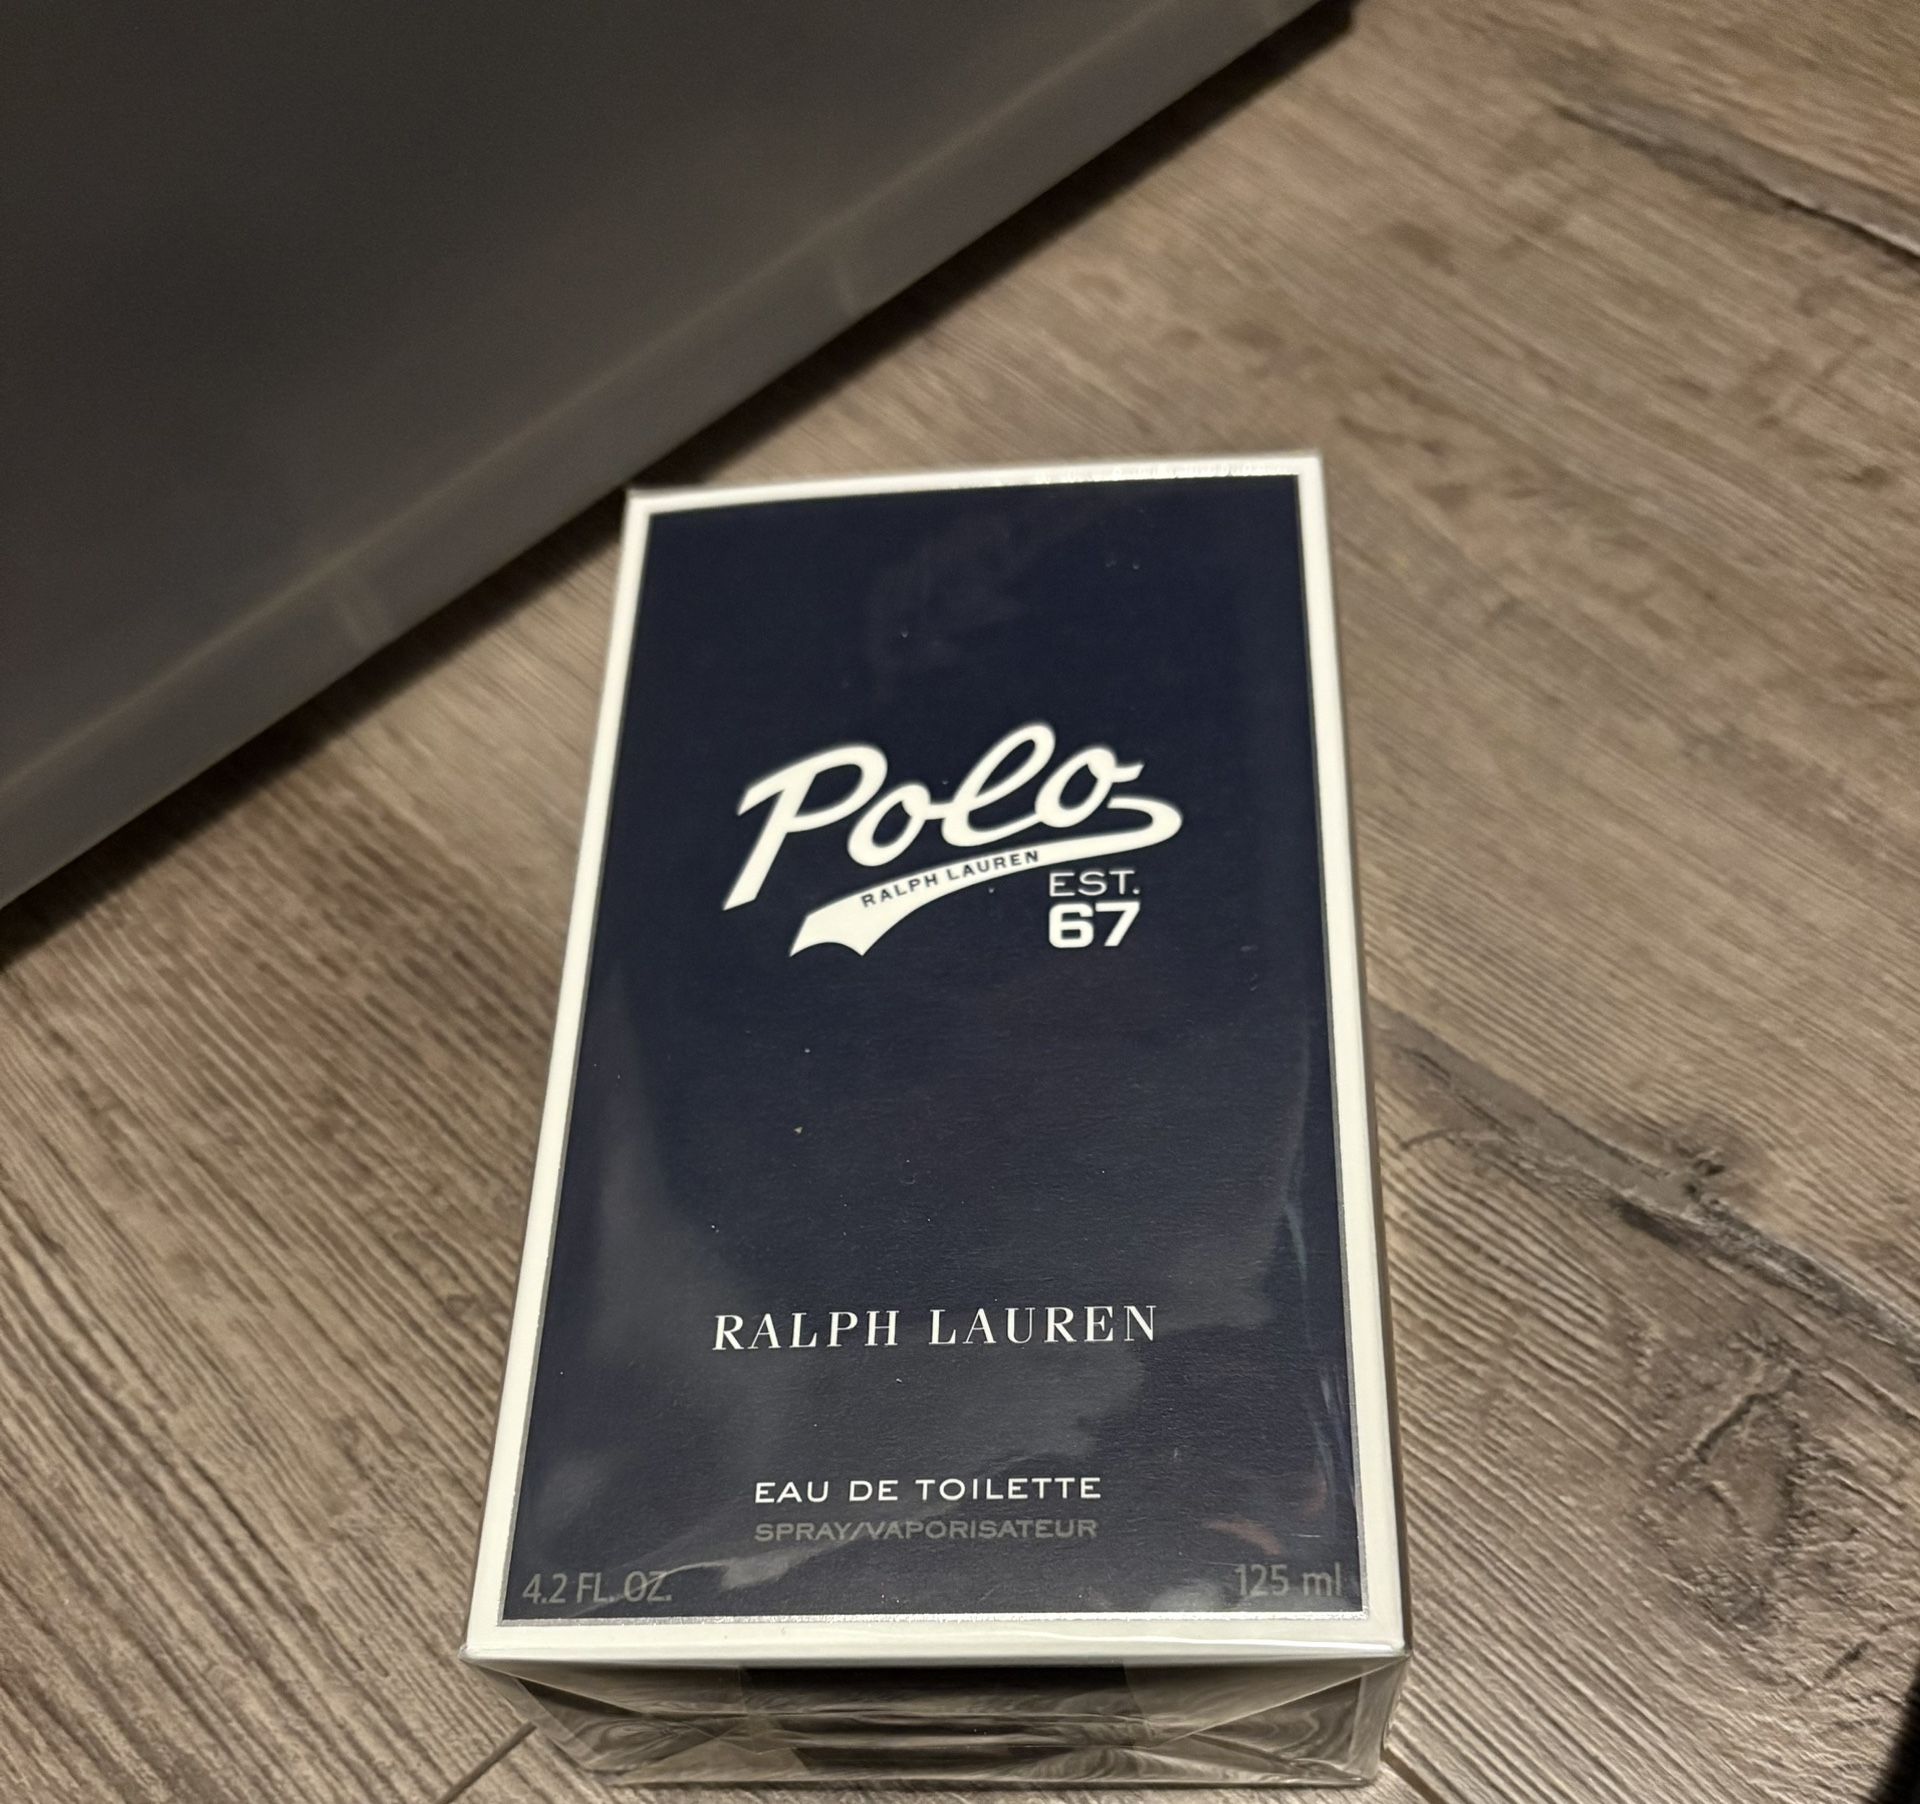 Polo
RALPH LAUREN
EST.
67
RALPH LAUREN
EAU DE TOILETTE
SPRAY/VAPORISATEUR
4.2 FL. OZ.
125 ml